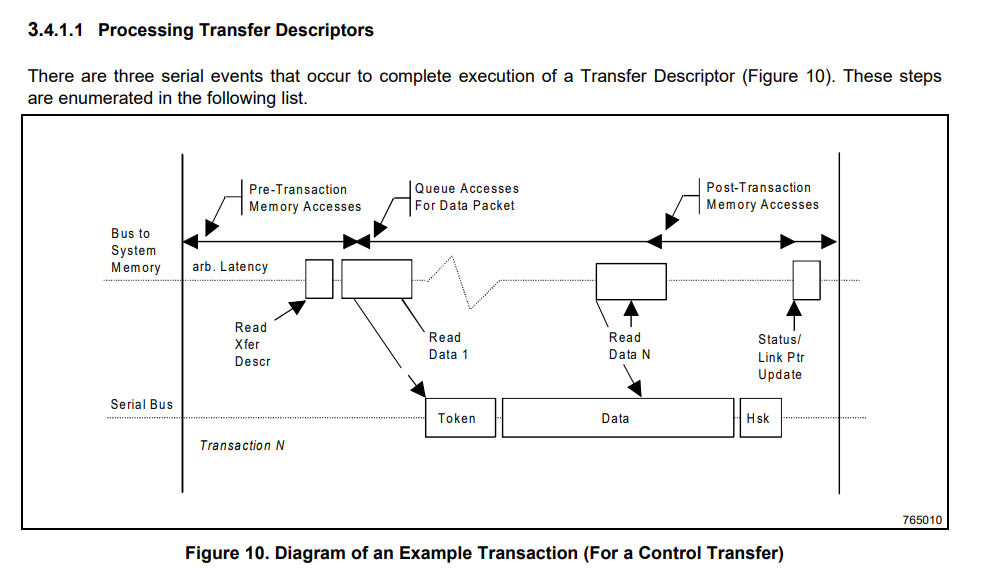 3.4.1.1 Processing Transfer Descriptors
There are three serial events that occur to complete execution of a Transfer Descriptor (Figure 10). These steps
are enumerated in the following list.
Pre-Transaction
Memory Accesses
Queue Accesses
For Data Packet
Post-Transaction
Memory Accesses
Bus to
System
Memory
arb. Latency
Read
Xfer
Descr
Read
Data 1
Read
Data N
Status/
Link Ptr
Update
Serial Bus
Token
Data
Hsk
Transaction N
765010
Figure 10. Diagram of an Example Transaction (For a Control Transfer)